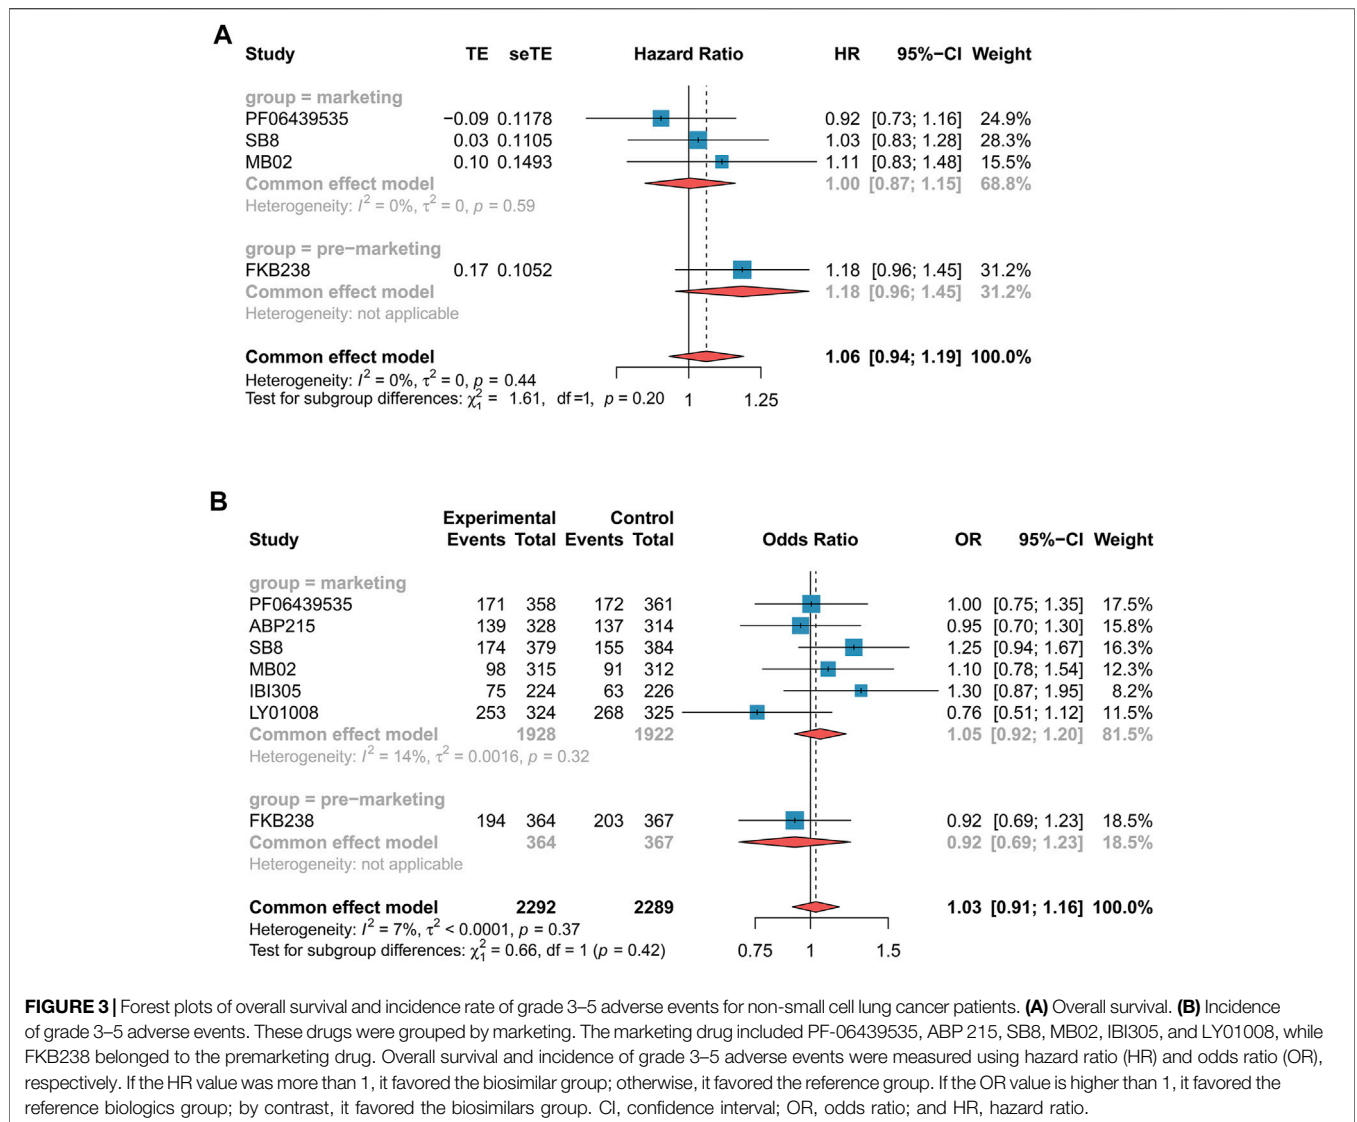 A
Study TE seTE Hazard Ratio HR 95%−CI Weight
group = marketing
PF06439535 −0.09 0.1178 0.92 [0.73; 1.16] 24.9%
SB8 0.03 0.1105 1.03 [0.83; 1.28] 28.3%
MB02 0.10 0.1493 1.11 [0.83; 1.48] 15.5%
Common effect model 1.00 [0.87; 1.15] 68.8%
Heterogeneity: I² = 0%, τ² = 0, p = 0.59
group = pre−marketing
FKB238 0.17 0.1052 1.18 [0.96; 1.45] 31.2%
Common effect model 1.18 [0.96; 1.45] 31.2%
Heterogeneity: not applicable
Common effect model 1.06 [0.94; 1.19] 100.0%
Heterogeneity: I² = 0%, τ² = 0, p = 0.44
Test for subgroup differences: χ²₁ = 1.61, df =1, p = 0.20 1 1.25
B
Experimental Control
Study Events Total Events Total Odds Ratio OR 95%−CI Weight
group = marketing
PF06439535 171 358 172 361 1.00 [0.75; 1.35] 17.5%
ABP215 139 328 137 314 0.95 [0.70; 1.30] 15.8%
SB8 174 379 155 384 1.25 [0.94; 1.67] 16.3%
MB02 98 315 91 312 1.10 [0.78; 1.54] 12.3%
IBI305 75 224 63 226 1.30 [0.87; 1.95] 8.2%
LY01008 253 324 268 325 0.76 [0.51; 1.12] 11.5%
Common effect model 1928 1922 1.05 [0.92; 1.20] 81.5%
Heterogeneity: I² = 14%, τ² = 0.0016, p = 0.32
group = pre−marketing
FKB238 194 364 203 367 0.92 [0.69; 1.23] 18.5%
Common effect model 364 367 0.92 [0.69; 1.23] 18.5%
Heterogeneity: not applicable
Common effect model 2292 2289 1.03 [0.91; 1.16] 100.0%
Heterogeneity: I² = 7%, τ² < 0.0001, p = 0.37
Test for subgroup differences: χ²₁ = 0.66, df = 1 (p = 0.42) 0.75 1 1.5
FIGURE 3 | Forest plots of overall survival and incidence rate of grade 3–5 adverse events for non-small cell lung cancer patients. (A) Overall survival. (B) Incidence
of grade 3–5 adverse events. These drugs were grouped by marketing. The marketing drug included PF-06439535, ABP 215, SB8, MB02, IBI305, and LY01008, while
FKB238 belonged to the premarketing drug. Overall survival and incidence of grade 3–5 adverse events were measured using hazard ratio (HR) and odds ratio (OR),
respectively. If the HR value was more than 1, it favored the biosimilar group; otherwise, it favored the reference group. If the OR value is higher than 1, it favored the
reference biologics group; by contrast, it favored the biosimilars group. CI, confidence interval; OR, odds ratio; and HR, hazard ratio.